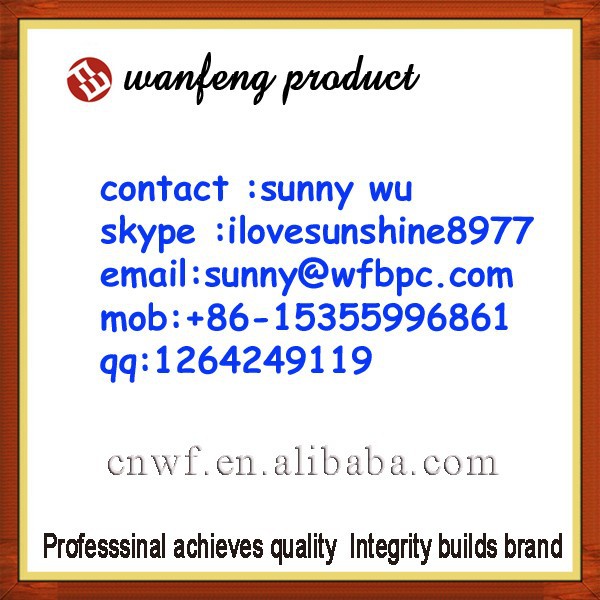 wanfeng product
contact :sunny wu
skype :ilovesunshine8977
email:sunny@wfbpc.com
mob:+86-15355996861
qq:1264249119
cnwf.en.alibaba.com
Professsinal achieves quality Integrity builds brand